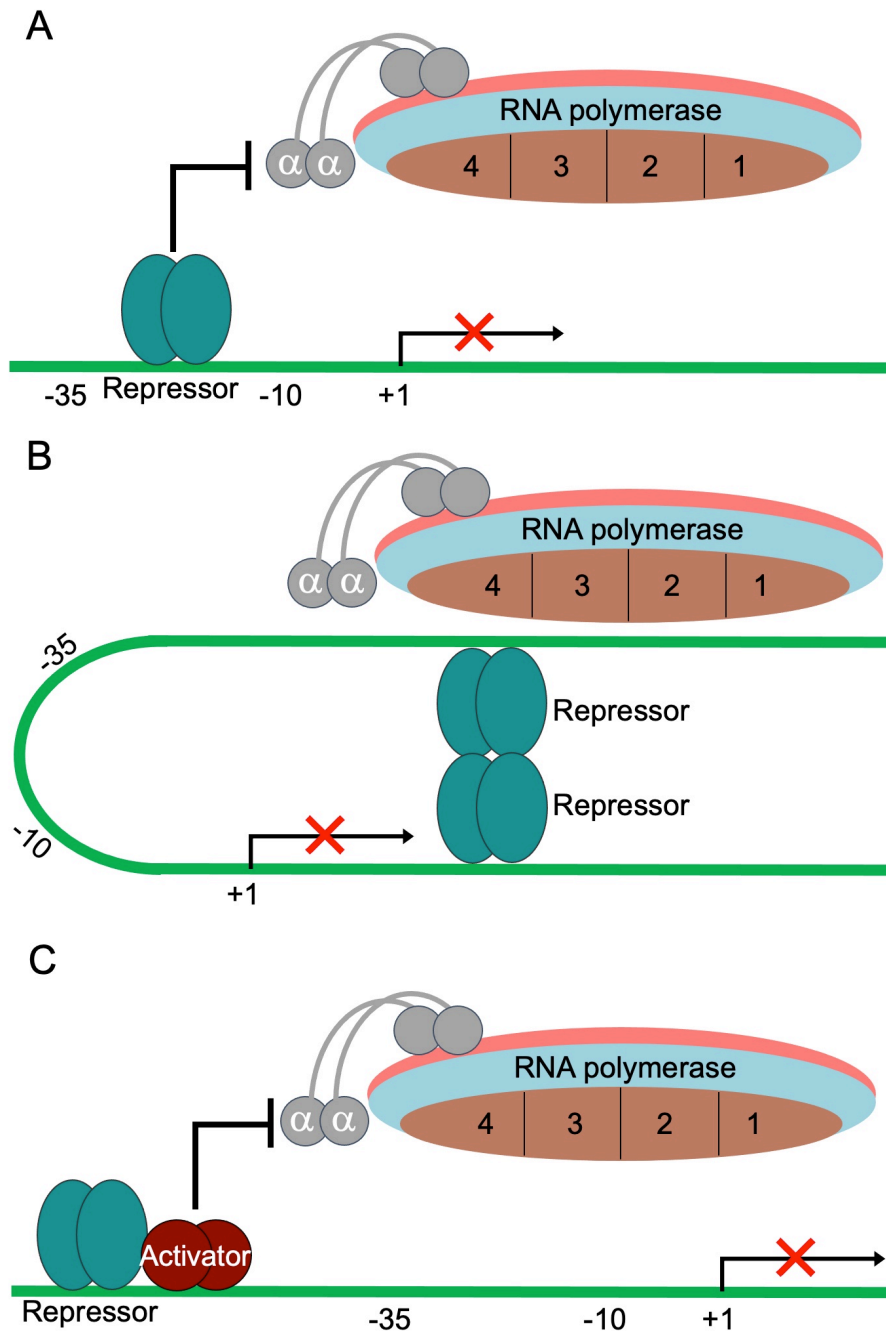 A
RNA polymerase
α α 4 3 2 1
-35 Repressor -10 +1
B
RNA polymerase
α α 4 3 2 1
-35
Repressor
Repressor
-10
+1
C
RNA polymerase
α α 4 3 2 1
Activator
Repressor -35 -10 +1